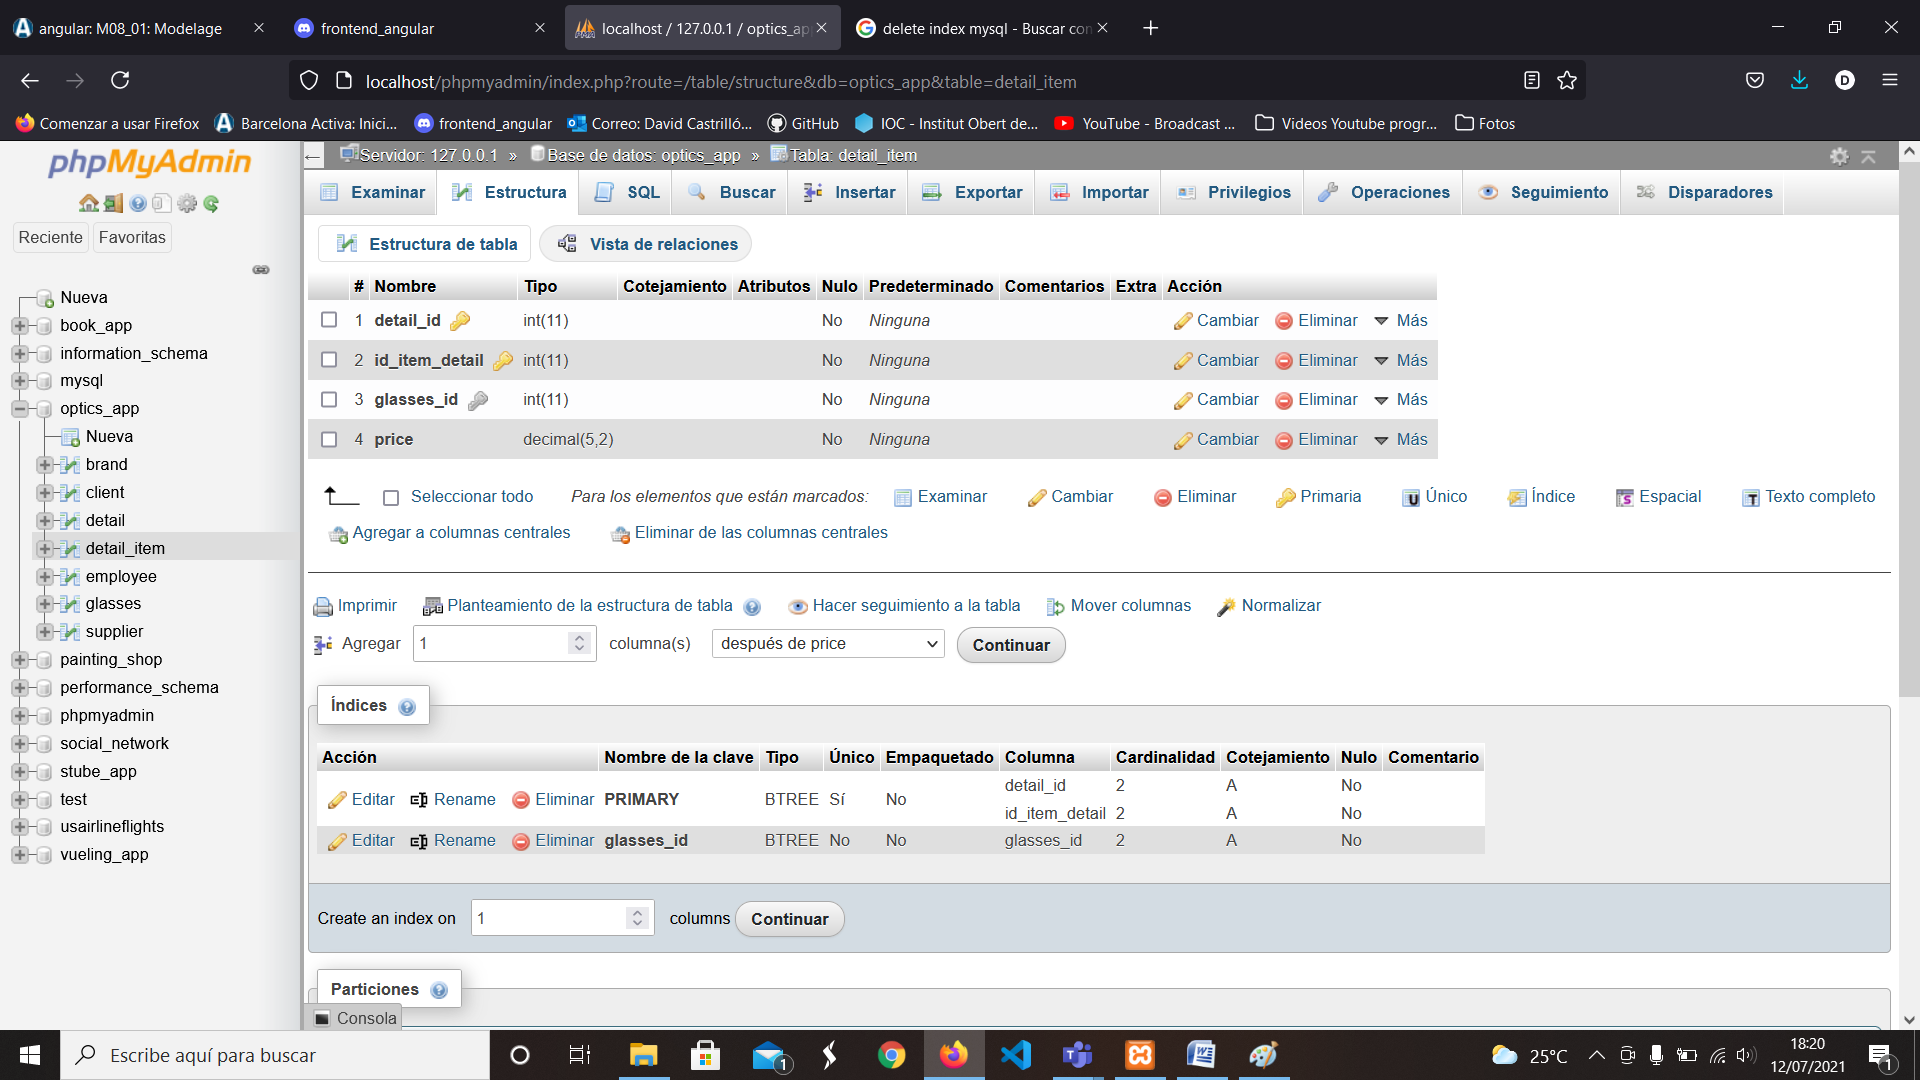 angular: M08_01: Modelage
frontend_angular
localhost / 127.0.0.1 / optics_ap
delete index mysql - Buscar con
localhost/phpmyadmin/index.php?route=/table/structure&db=optics_app&table=detail_item
D
Comenzar a usar Firefox
Barcelona Activa: Inici...
frontend_angular
Correo: David Castrilló...
GitHub
IOC - Institut Obert de...
YouTube - Broadcast ...
Videos Youtube progr...
Fotos
phpMyAdmin
Reciente Favoritas
Nueva
book_app
information_schema
mysql
optics_app
Nueva
brand
client
detail
detail_item
employee
glasses
supplier
painting_shop
performance_schema
phpmyadmin
social_network
stube_app
test
usairlineflights
vueling_app
Servidor: 127.0.0.1 » Base de datos: optics_app » Tabla: detail_item
Examinar Estructura SQL Buscar Insertar Exportar Importar Privilegios Operaciones Seguimiento Disparadores
Estructura de tabla Vista de relaciones
# Nombre Tipo Cotejamiento Atributos Nulo Predeterminado Comentarios Extra Acción
1 detail_id int(11) No Ninguna Cambiar Eliminar Más
2 id_item_detail int(11) No Ninguna Cambiar Eliminar Más
3 glasses_id int(11) No Ninguna Cambiar Eliminar Más
4 price decimal(5,2) No Ninguna Cambiar Eliminar Más
Seleccionar todo Para los elementos que están marcados: Examinar Cambiar Eliminar Primaria Único Índice Espacial Texto completo
Agregar a columnas centrales Eliminar de las columnas centrales
Imprimir Planteamiento de la estructura de tabla Hacer seguimiento a la tabla Mover columnas Normalizar
Agregar 1 columna(s) después de price Continuar
Índices
Acción Nombre de la clave Tipo Único Empaquetado Columna Cardinalidad Cotejamiento Nulo Comentario
Editar Rename Eliminar PRIMARY BTREE Sí No detail_id 2 A No
id_item_detail 2 A No
Editar Rename Eliminar glasses_id BTREE No No glasses_id 2 A No
Create an index on 1 columns Continuar
Particiones
Consola
Escribe aquí para buscar
1
25°C
18:20
12/07/2021
1